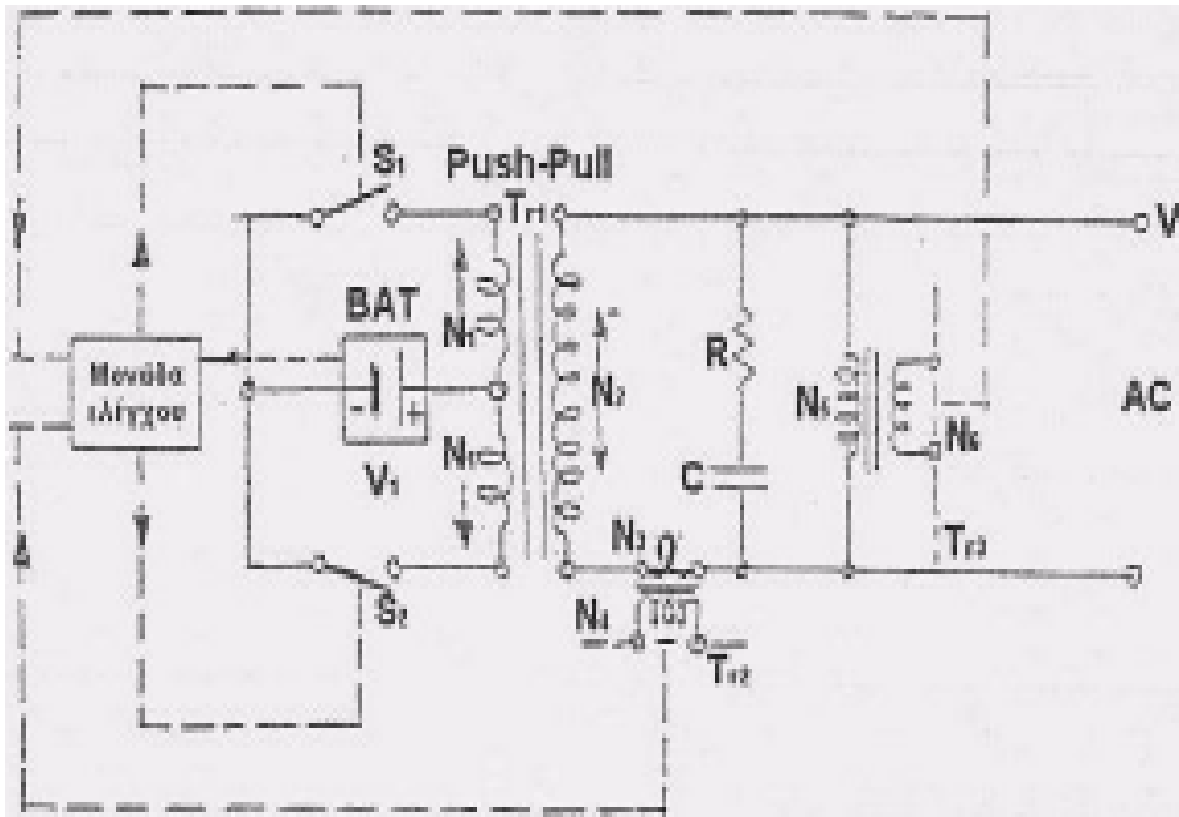 S₁ Push-Pull
Tr1
V
BAT
N₁
Μονάδα
ελέγχου
R
N₂
N₅
N₆
AC
- +
N₁
C
V₁
N₃
Tr3
S₂
N₄
Tr2